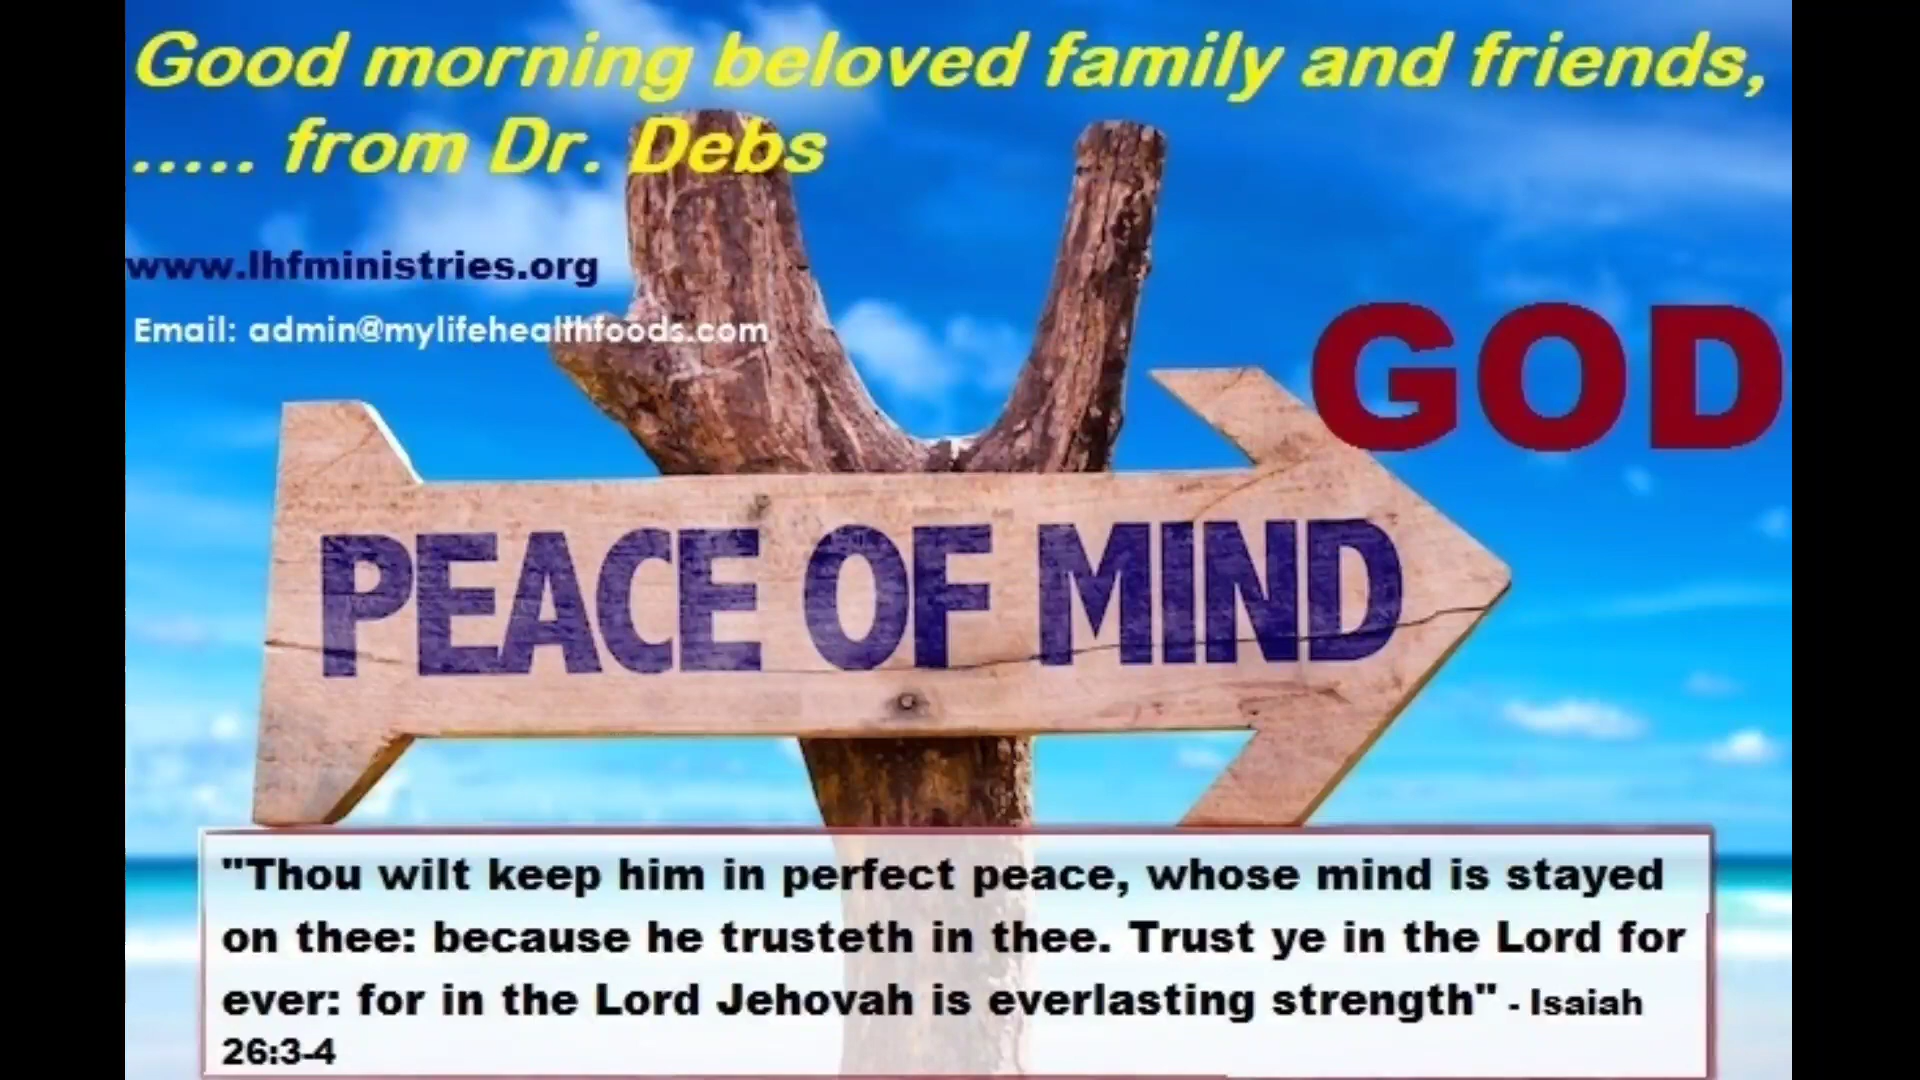 Good morning beloved family and friends,
..... from Dr. Debs
www.lhfministries.org
Email: admin@mylifehealthfoods.com
GOD
PEACE OF MIND
"Thou wilt keep him in perfect peace, whose mind is stayed
on thee: because he trusteth in thee. Trust ye in the Lord for
ever: for in the Lord Jehovah is everlasting strength" - Isaiah
26:3-4